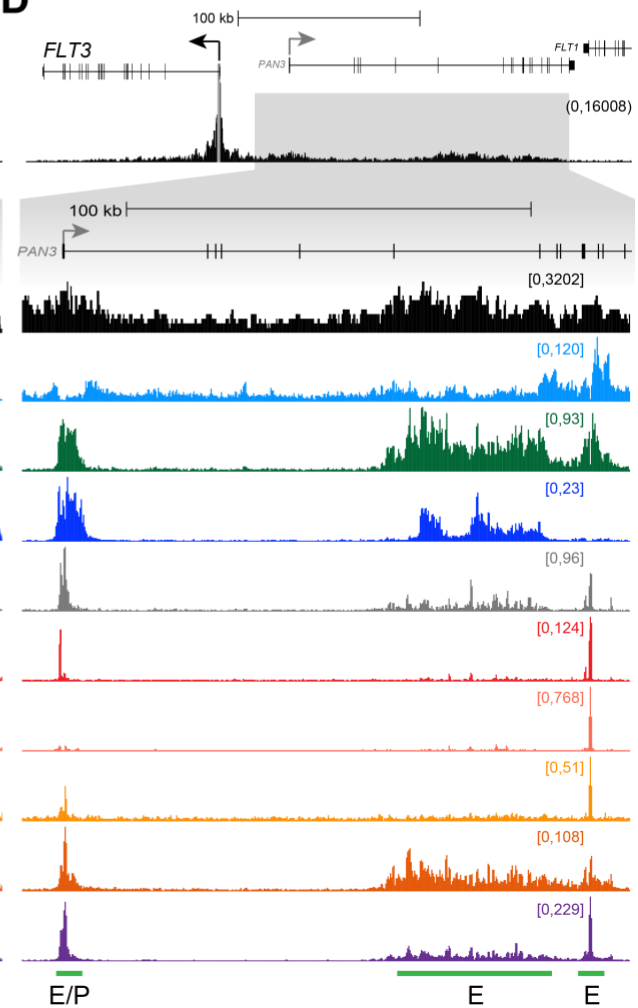 D
100 kb
FLT3
FLT1
PAN3
(0,16008)
100 kb
PAN3
[0,3202]
[0,120]
[0,93]
[0,23]
[0,96]
[0,124]
[0,768]
[0,51]
[0,108]
[0,229]
E/P E E